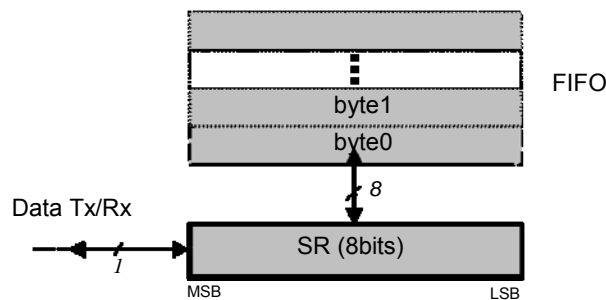 FIFO
byte1
byte0
8
Data Tx/Rx
SR (8bits)
1
MSB
LSB